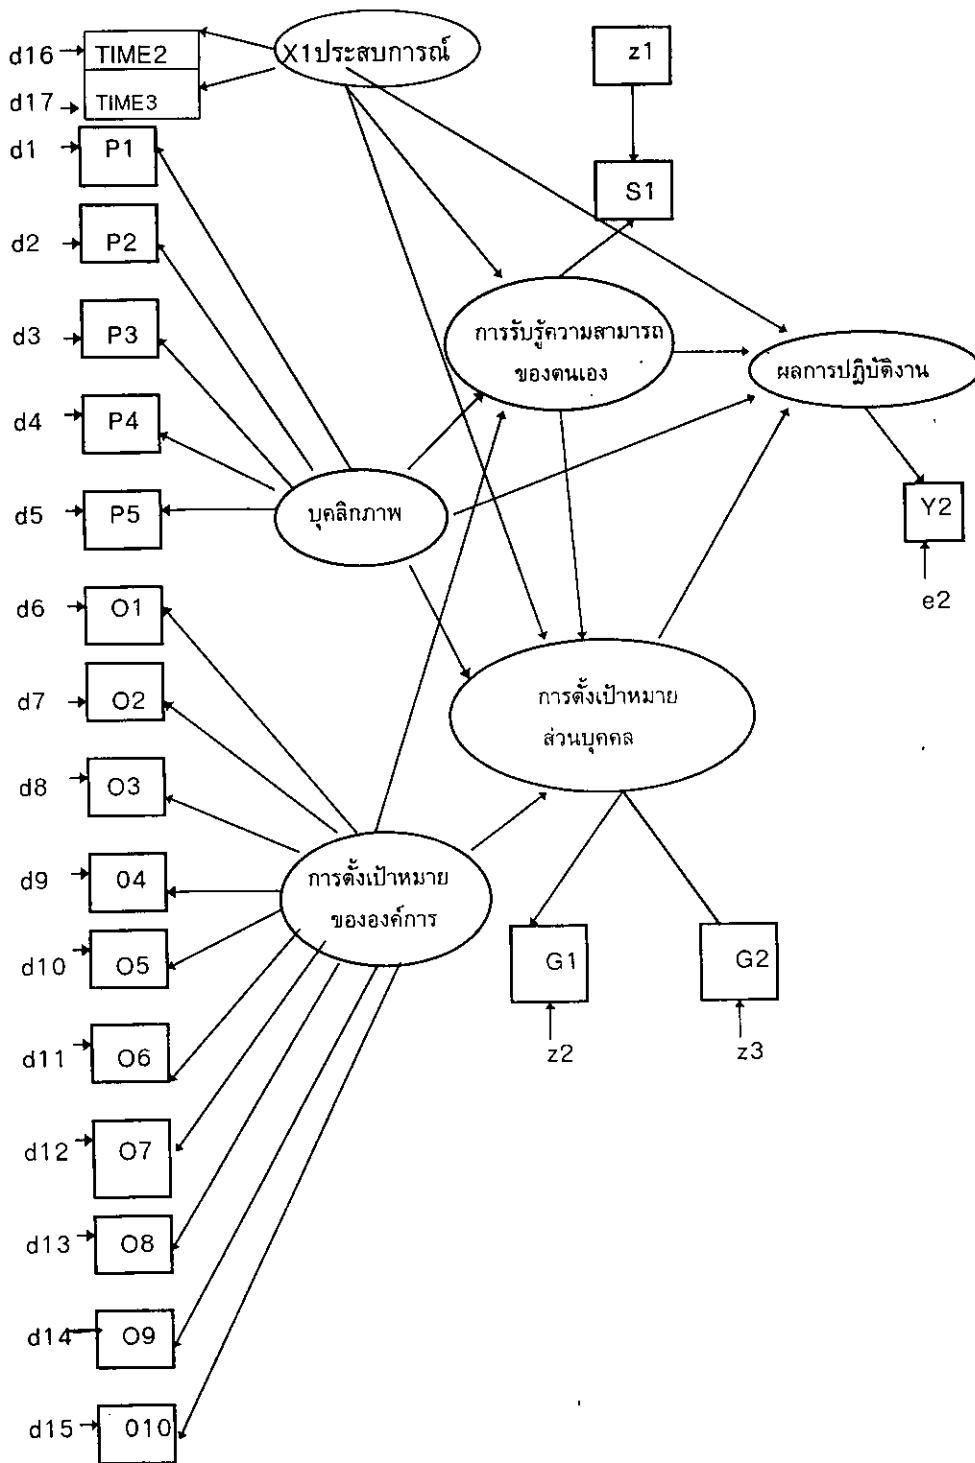 d16
TIME2
X1ประสบการณ์
z1
d17
TIME3
d1
P1
S1
d2
P2
d3
P3
การรับรู้ความสามารถ
ของตนเอง
ผลการปฏิบัติงาน
d4
P4
d5
P5
บุคลิกภาพ
Y2
e2
d6
O1
d7
O2
การตั้งเป้าหมาย
ส่วนบุคคล
d8
O3
d9
04
การตั้งเป้าหมาย
ขององค์การ
d10
O5
G1
G2
d11
O6
z2
z3
d12
O7
d13
O8
d14
O9
d15
010